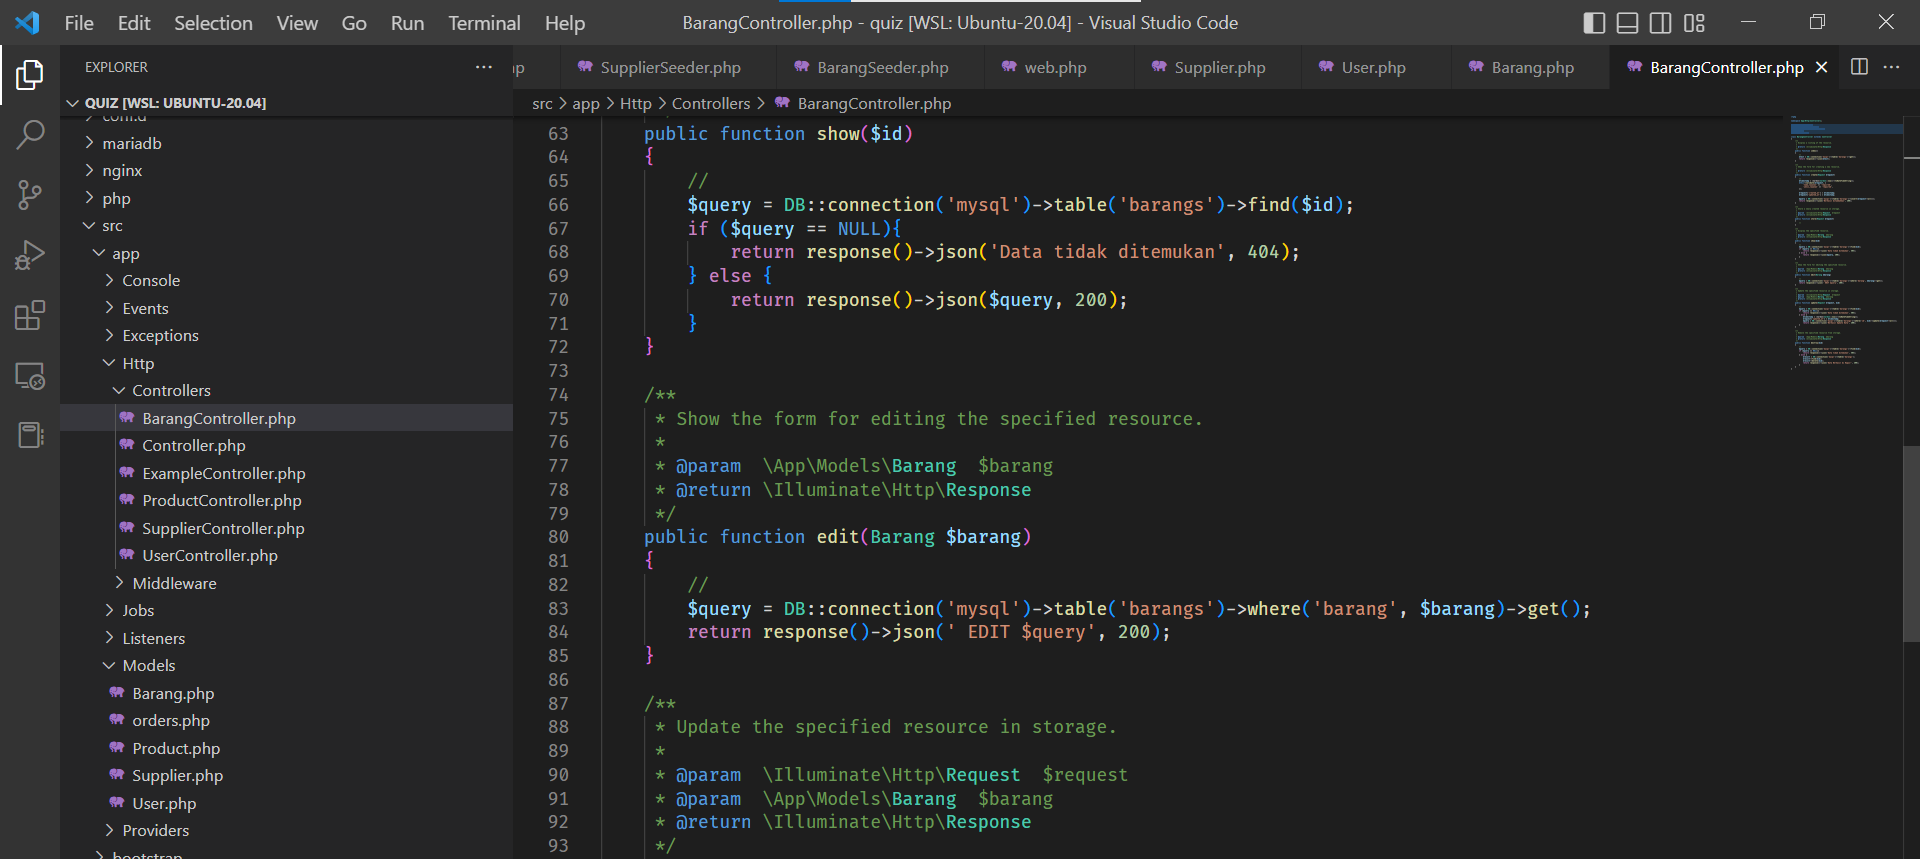 File Edit Selection View Go Run Terminal Help BarangController.php - quiz [WSL: Ubuntu-20.04] - Visual Studio Code
EXPLORER
SupplierSeeder.php BarangSeeder.php web.php Supplier.php User.php Barang.php BarangController.php
QUIZ [WSL: UBUNTU-20.04]
mariadb
nginx
php
src
app
Console
Events
Exceptions
Http
Controllers
BarangController.php
Controller.php
ExampleController.php
ProductController.php
SupplierController.php
UserController.php
Middleware
Jobs
Listeners
Models
Barang.php
orders.php
Product.php
Supplier.php
User.php
Providers
bootstrap
src > app > Http > Controllers > BarangController.php
63 public function show($id)
64 {
65 //
66 $query = DB::connection('mysql')->table('barangs')->find($id);
67 if ($query == NULL){
68 return response()->json('Data tidak ditemukan', 404);
69 } else {
70 return response()->json($query, 200);
71 }
72 }
73
74 /**
75 * Show the form for editing the specified resource.
76 *
77 * @param \App\Models\Barang $barang
78 * @return \Illuminate\Http\Response
79 */
80 public function edit(Barang $barang)
81 {
82 //
83 $query = DB::connection('mysql')->table('barangs')->where('barang', $barang)->get();
84 return response()->json(' EDIT $query', 200);
85 }
86
87 /**
88 * Update the specified resource in storage.
89 *
90 * @param \Illuminate\Http\Request $request
91 * @param \App\Models\Barang $barang
92 * @return \Illuminate\Http\Response
93 */